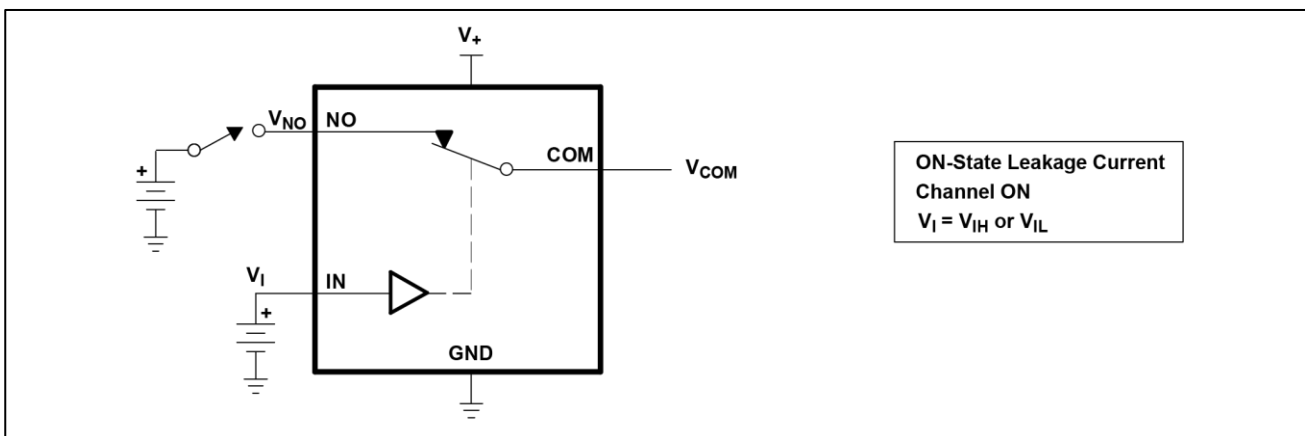 V+
VNO NO
COM VCOM
+
ON-State Leakage Current
Channel ON
VI = VIH or VIL
VI IN
+
GND